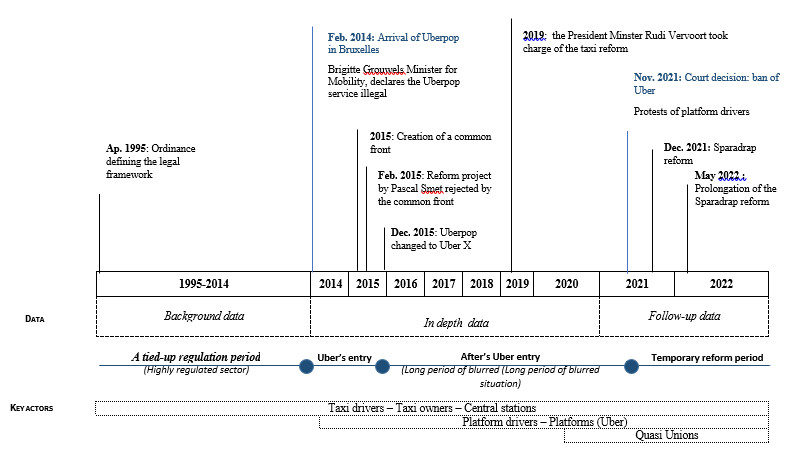 Feb. 2014: Arrival of Uberpop
in Bruxelles
Brigitte Grouwels Minister for
Mobility, declares the Uberpop
service illegal
2019: the President Minster Rudi Vervoort took
charge of the taxi reform
Nov. 2021: Court decision: ban of
Uber
Protests of platform drivers
Ap. 1995: Ordinance
defining the legal
framework
2015: Creation of a common
front
Feb. 2015: Reform project
by Pascal Smet rejected by
the common front
Dec. 2015: Uberpop
changed to Uber X
Dec. 2021: Sparadrap
reform
May 2022 :
Prolongation of the
Sparadrap reform
1995-2014 2014 2015 2016 2017 2018 2019 2020 2021 2022
DATA
Background data
In depth data
Follow-up data
A tied-up regulation period
(Highly regulated sector)
Uber's entry
After's Uber entry
(Long period of blurred (Long period of blurred
situation)
Temporary reform period
KEY ACTORS
Taxi drivers – Taxi owners – Central stations
Platform drivers – Platforms (Uber)
Quasi Unions